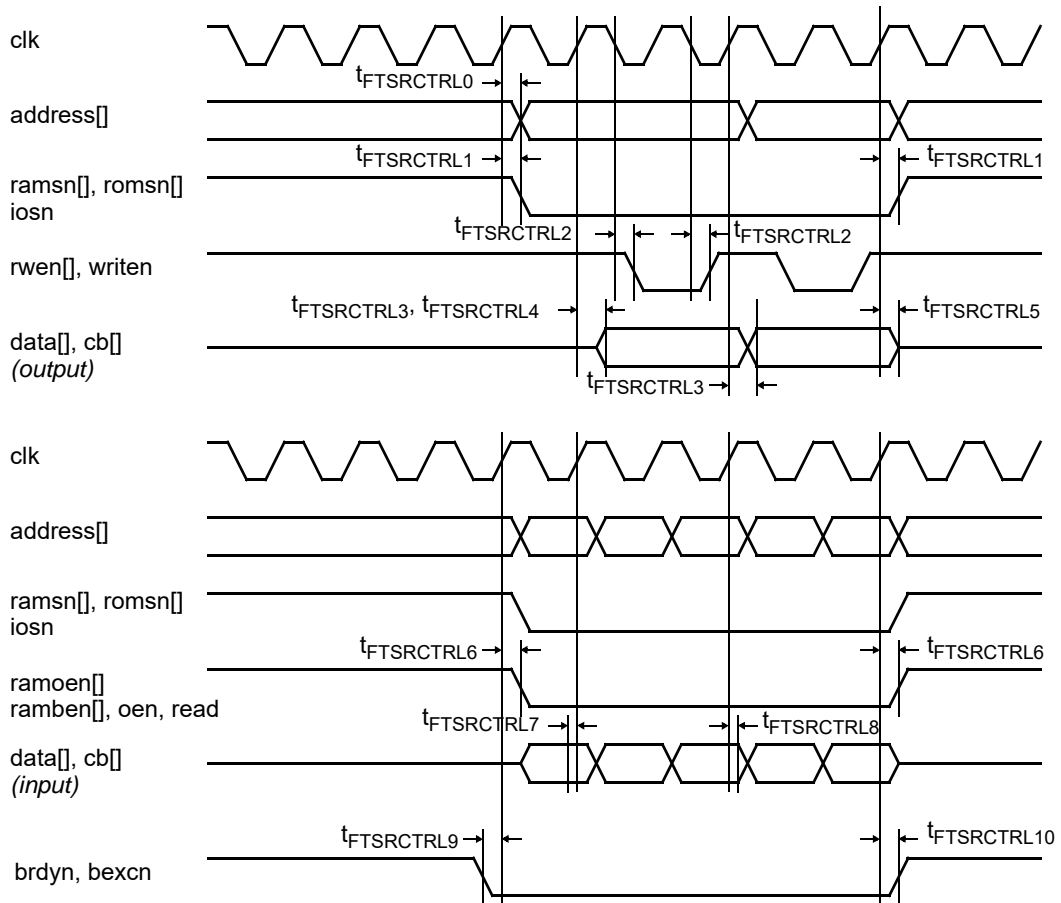 clk
tFTSRCTRL0
address[]
tFTSRCTRL1 tFTSRCTRL1
ramsn[], romsn[]
iosn
tFTSRCTRL2 tFTSRCTRL2
rwen[], writen
tFTSRCTRL3, tFTSRCTRL4 tFTSRCTRL5
data[], cb[]
(output)
tFTSRCTRL3
clk
address[]
ramsn[], romsn[]
iosn
tFTSRCTRL6 tFTSRCTRL6
ramoen[]
ramben[], oen, read
tFTSRCTRL7 tFTSRCTRL8
data[], cb[]
(input)
tFTSRCTRL9 tFTSRCTRL10
brdyn, bexcn